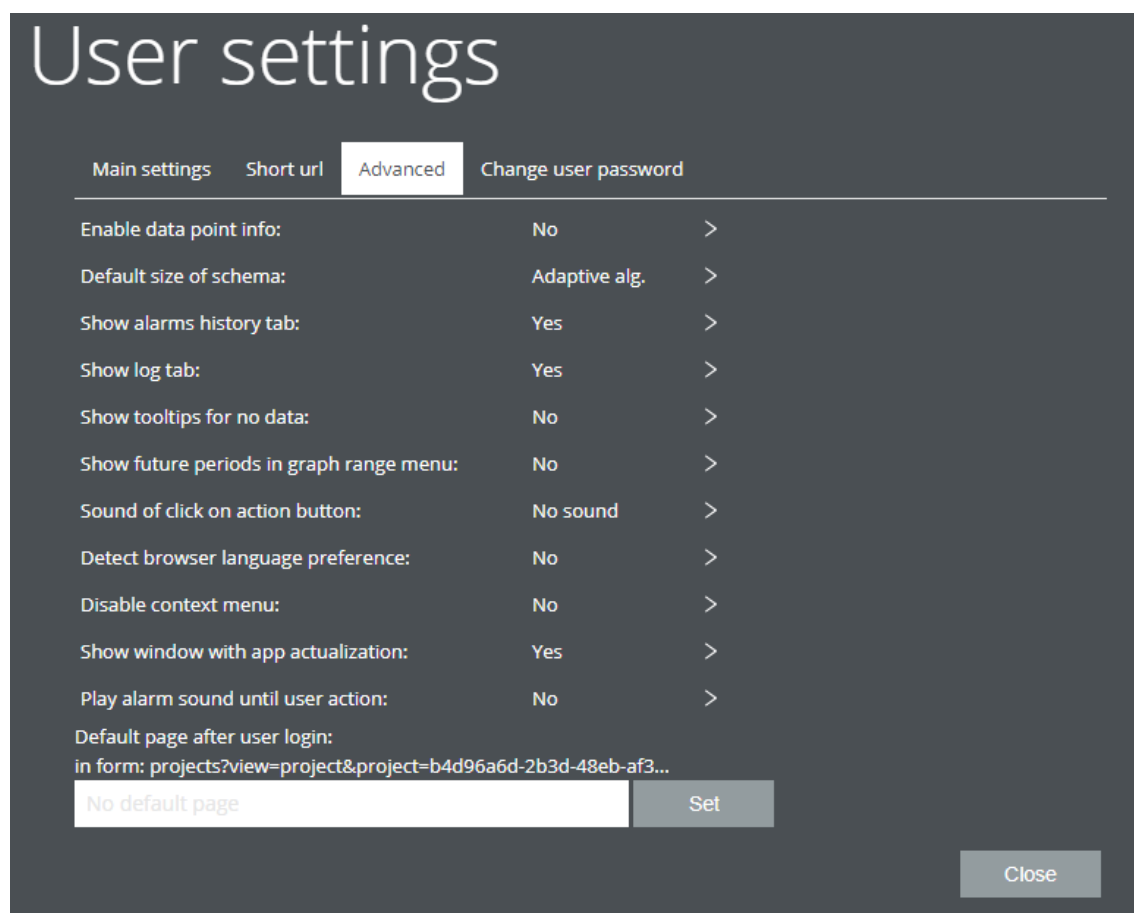 User settings
Main settings Short url Advanced Change user password
Enable data point info: No >
Default size of schema: Adaptive alg. >
Show alarms history tab: Yes >
Show log tab: Yes >
Show tooltips for no data: No >
Show future periods in graph range menu: No >
Sound of click on action button: No sound >
Detect browser language preference: No >
Disable context menu: No >
Show window with app actualization: Yes >
Play alarm sound until user action: No >
Default page after user login:
in form: projects?view=project&project=b4d96a6d-2b3d-48eb-af3...
No default page Set
Close